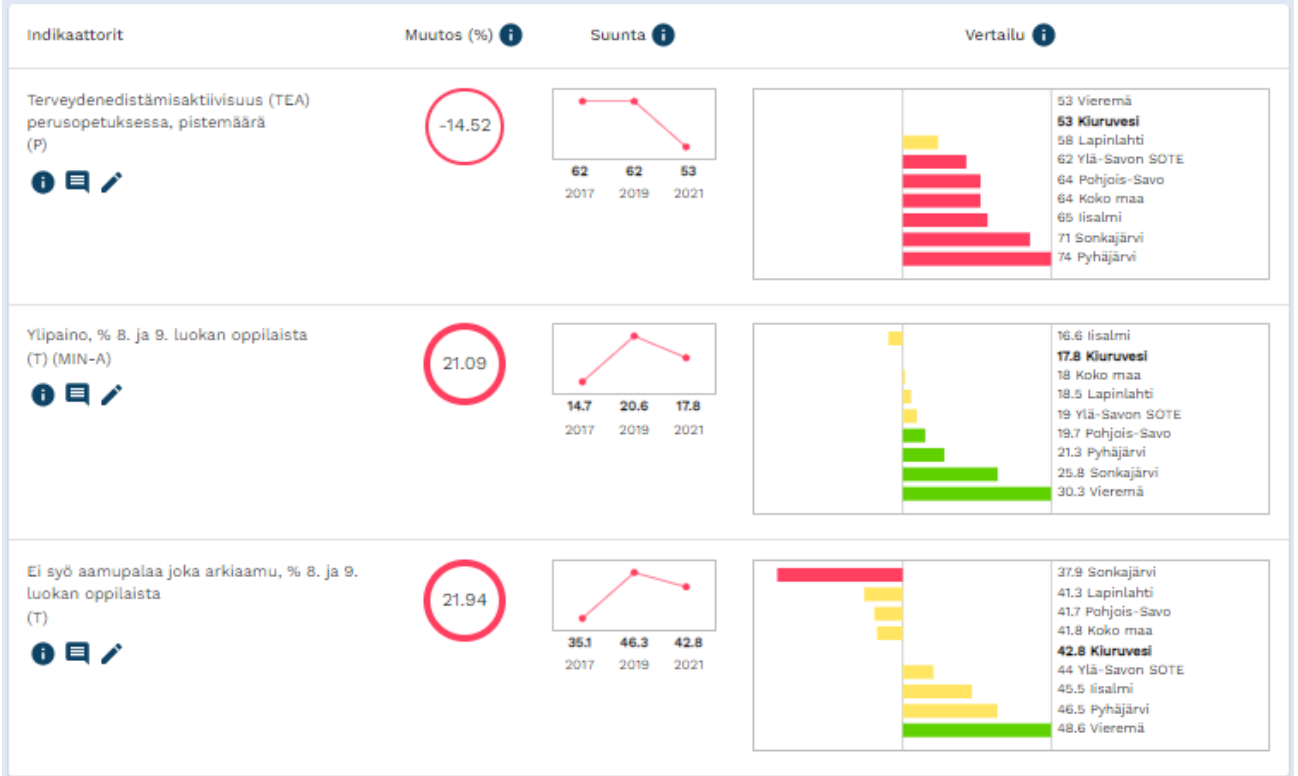 Indikaattorit Muutos (%) Suunta Vertailu
Terveydenedistämisaktiivisuus (TEA)
perusopetuksessa, pistemäärä
(P)
-14.52
62 62 53
2017 2019 2021
53 Vieremä
53 Kiuruvesi
58 Lapinlahti
62 Ylä-Savon SOTE
64 Pohjois-Savo
64 Koko maa
65 Iisalmi
71 Sonkajärvi
74 Pyhäjärvi
Ylipaino, % 8. ja 9. luokan oppilaista
(T) (MIN-A)
21.09
14.7 20.6 17.8
2017 2019 2021
16.6 Iisalmi
17.8 Kiuruvesi
18 Koko maa
18.5 Lapinlahti
19 Ylä-Savon SOTE
19.7 Pohjois-Savo
21.3 Pyhäjärvi
25.8 Sonkajärvi
30.3 Vieremä
Ei syö aamupalaa joka arkiaamu, % 8. ja 9.
luokan oppilaista
(T)
21.94
35.1 46.3 42.8
2017 2019 2021
37.9 Sonkajärvi
41.3 Lapinlahti
41.7 Pohjois-Savo
41.8 Koko maa
42.8 Kiuruvesi
44 Ylä-Savon SOTE
45.5 Iisalmi
46.5 Pyhäjärvi
48.6 Vieremä